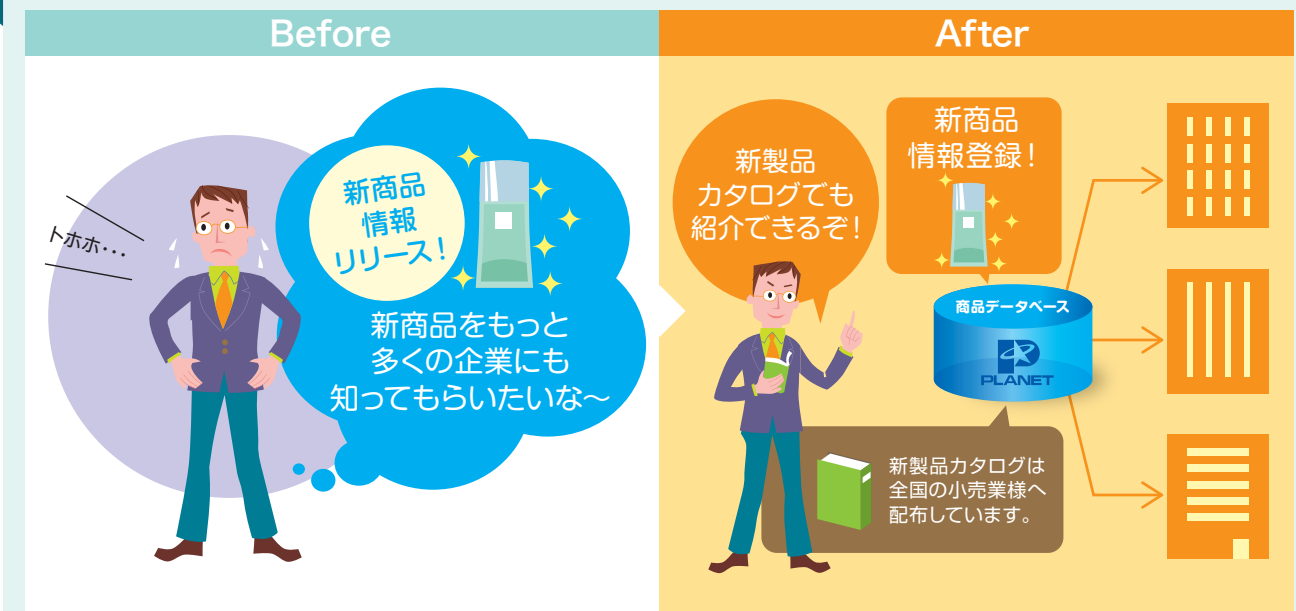 Before
トホホ・・・
新商品
情報
リリース！
新商品をもっと
多くの企業にも
知ってもらいたいな〜
After
新製品
カタログでも
紹介できるぞ！
新商品
情報登録！
商品データベース
PLANET
新製品カタログは
全国の小売業様へ
配布しています。